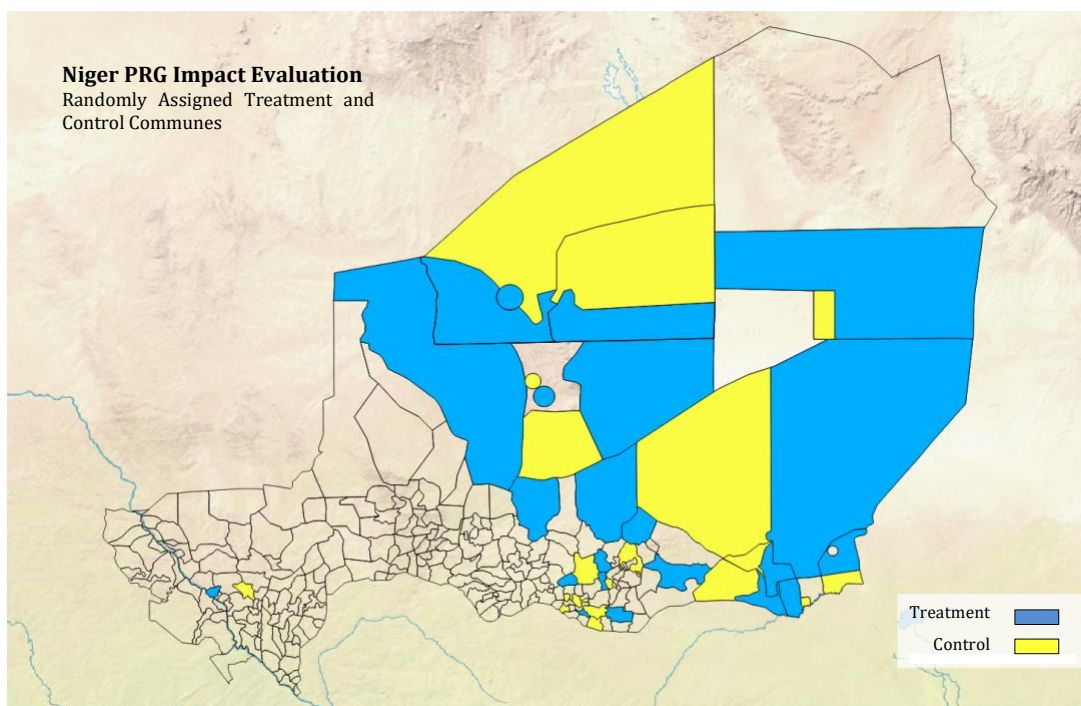 Niger PRG Impact Evaluation
Randomly Assigned Treatment and
Control Communes
Treatment
Control